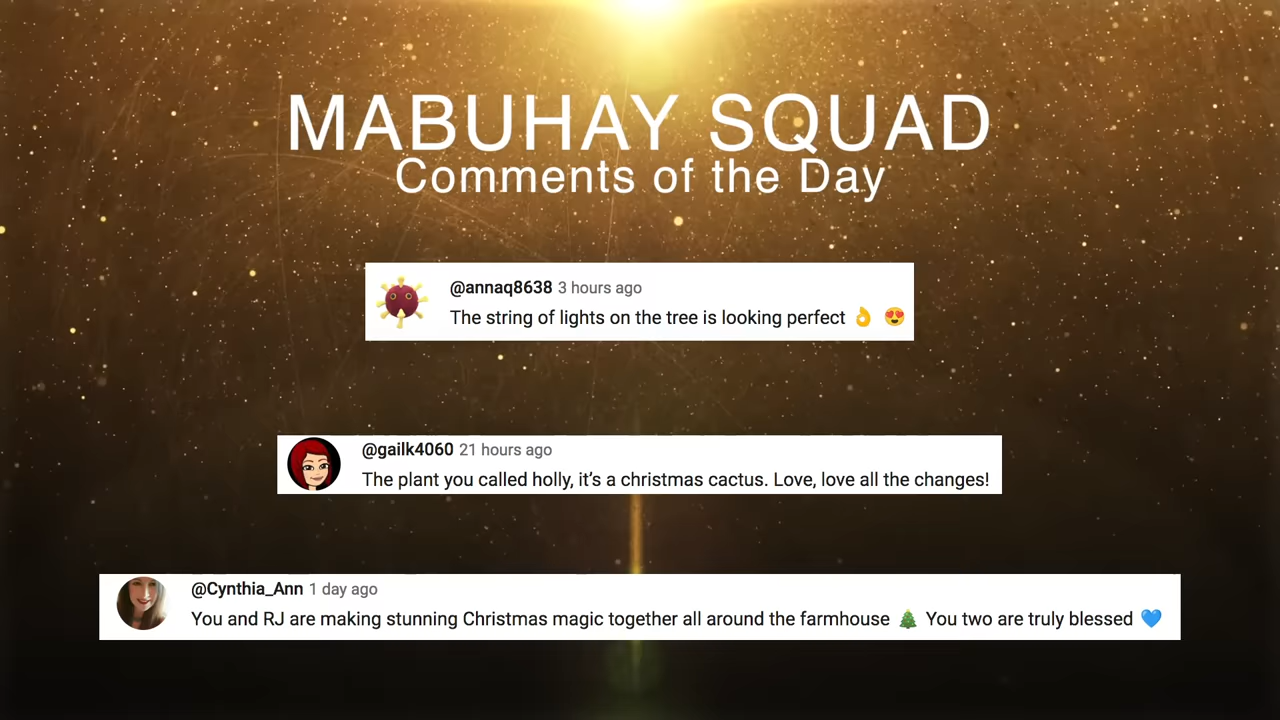 MABUHAY SQUAD
Comments of the Day
@annaq8638 3 hours ago
The string of lights on the tree is looking perfect 👌 😍
@gailk4060 21 hours ago
The plant you called holly, it’s a christmas cactus. Love, love all the changes!
@Cynthia_Ann 1 day ago
You and RJ are making stunning Christmas magic together all around the farmhouse 🎄 You two are truly blessed 💙